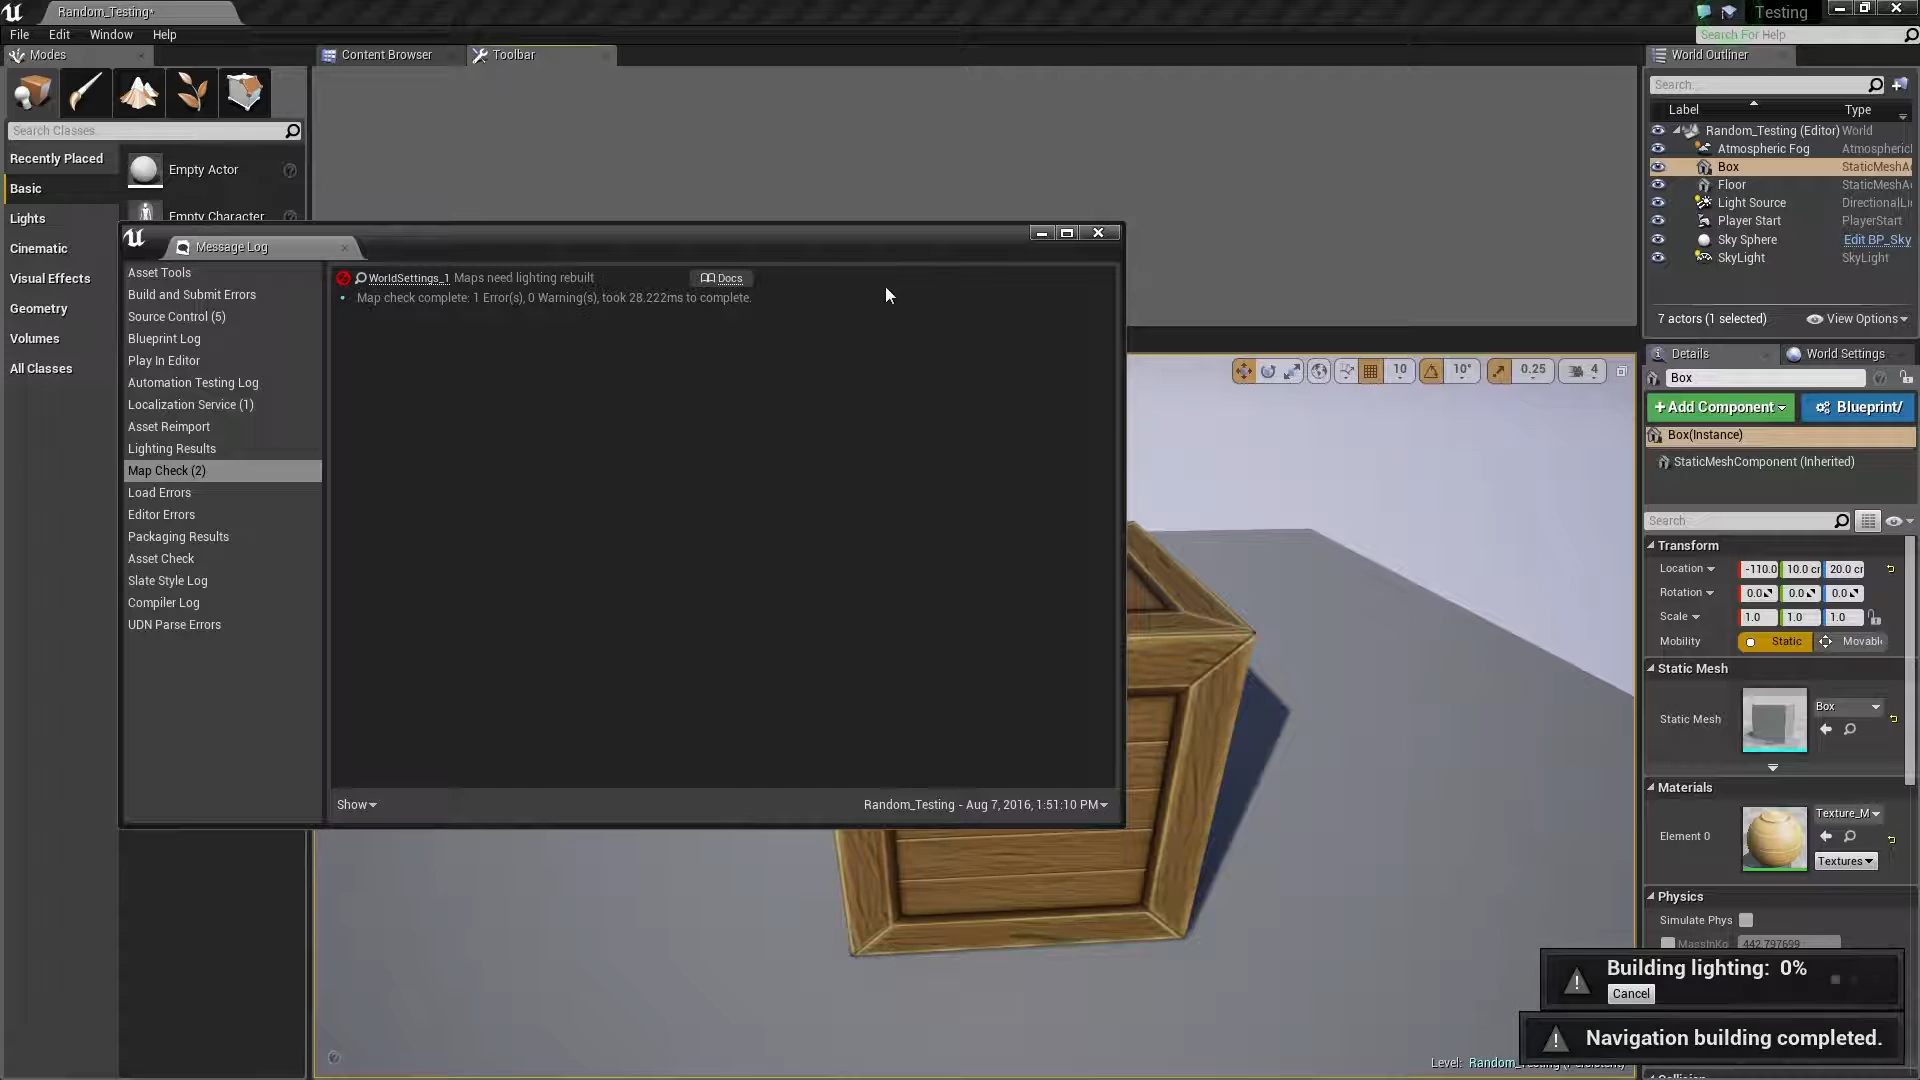 Random_Testing*
Testing
File Edit Window Help
Search For Help
Modes
Content Browser
Toolbar
World Outliner
Search Classes
Search...
Label Type
Recently Placed
Basic
Lights
Cinematic
Visual Effects
Geometry
Volumes
All Classes
Empty Actor
Empty Character
Random_Testing (Editor) World
Atmospheric Fog Atmospheric
Box StaticMeshA
Floor StaticMeshA
Light Source DirectionalLi
Player Start PlayerStart
Sky Sphere Edit BP_Sky
SkyLight SkyLight
7 actors (1 selected) View Options
Message Log
Asset Tools
Build and Submit Errors
Source Control (5)
Blueprint Log
Play In Editor
Automation Testing Log
Localization Service (1)
Asset Reimport
Lighting Results
Map Check (2)
Load Errors
Editor Errors
Packaging Results
Asset Check
Slate Style Log
Compiler Log
UDN Parse Errors
WorldSettings_1 Maps need lighting rebuilt Docs
Map check complete: 1 Error(s), 0 Warning(s), took 28.222ms to complete.
Show
Random_Testing - Aug 7, 2016, 1:51:10 PM
10 10° 0.25 4
Details World Settings
Box
+Add Component Blueprint/
Box(Instance)
StaticMeshComponent (Inherited)
Search
Transform
Location -110.0 10.0 cr 20.0 cr
Rotation 0.0 0.0 0.0
Scale 1.0 1.0 1.0
Mobility Static Movabl
Static Mesh
Static Mesh Box
Materials
Element 0 Texture_M
Textures
Physics
Simulate Phys
MassInKg 442.797699
Building lighting: 0%
Cancel
Navigation building completed.
Level: Random_Testing (Persistent)
Collision